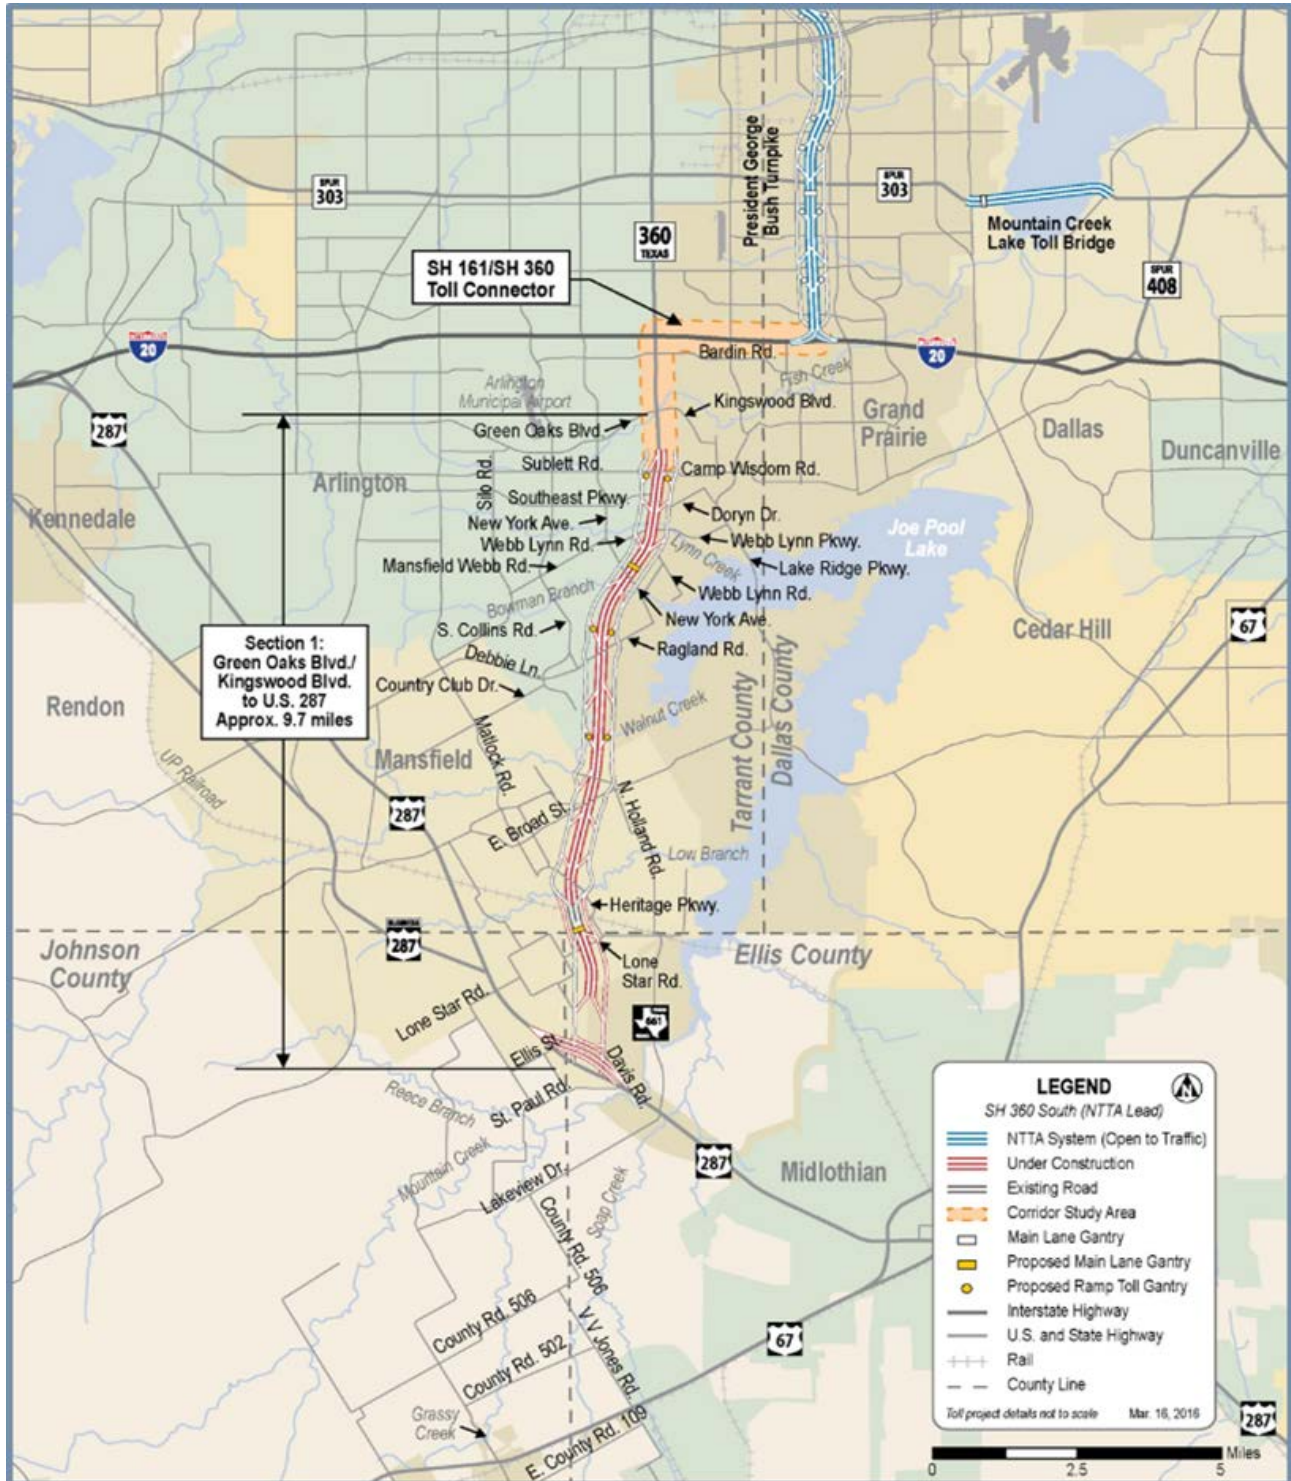 SPUR
303
360
TEXAS
President George
Bush Turnpike
SPUR
303
Mountain Creek
Lake Toll Bridge
SPUR
408
SH 161/SH 360
Toll Connector
INTERSTATE
20
Bardin Rd.
INTERSTATE
20
Fish Creek
Arlington
Municipal Airport
Kingswood Blvd.
Grand
Prairie
287
Green Oaks Blvd.
Dallas
Duncanville
Sublett Rd.
Camp Wisdom Rd.
Arlington
Silo Rd.
Southeast Pkwy.
Doryn Dr.
Kennedale
New York Ave.
Joe Pool
Lake
Webb Lynn Rd.
Webb Lynn Pkwy.
Lynn Creek
Mansfield Webb Rd.
Lake Ridge Pkwy.
Bowman Branch
Webb Lynn Rd.
New York Ave.
S. Collins Rd.
Cedar Hill
67
Section 1:
Green Oaks Blvd./
Kingswood Blvd.
to U.S. 287
Approx. 9.7 miles
Ragland Rd.
Debbie Ln.
Country Club Dr.
Rendon
Walnut Creek
Tarrant County
Dallas County
Matlock Rd.
Mansfield
UP Railroad
287
E. Broad St.
N. Holland Rd.
Low Branch
Heritage Pkwy.
287
Johnson
County
Ellis County
Lone
Star Rd.
Lone Star Rd.
661
Ellis St.
Davis Rd.
St. Paul Rd.
Reece Branch
Mountain Creek
287
Midlothian
Lakeview Dr.
Soap Creek
County Rd. 506
County Rd. 506
V V Jones Rd.
67
County Rd. 502
Grassy
Creek
E. County Rd. 109
LEGEND
N
SH 360 South (NTTA Lead)
NTTA System (Open to Traffic)
Under Construction
Existing Road
Corridor Study Area
Main Lane Gantry
Proposed Main Lane Gantry
Proposed Ramp Toll Gantry
Interstate Highway
U.S. and State Highway
Rail
County Line
Toll project details not to scale Mar. 16, 2016
287
Miles
0 2.5 5